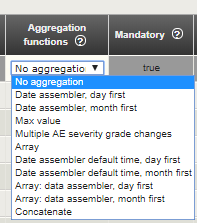 Aggregation
functions ?
Mandatory ?
No aggregatio
true
No aggregation
Date assembler, day first
Date assembler, month first
Max value
Multiple AE severity grade changes
Array
Date assembler default time, day first
Date assembler default time, month first
Array: data assembler, day first
Array: data assembler, month first
Concatenate